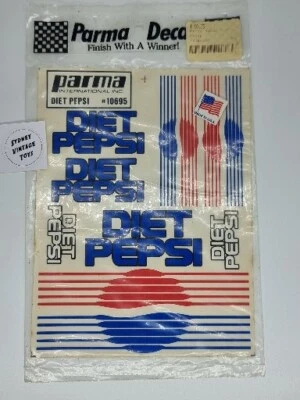 Parma Deca
Finish With A Winner!
parma
INTERNATIONAL INC.
DIET PEPSI #10695
DIET
PEPSI
DIET
PEPSI
DIET
PEPSI
DIET
PEPSI
DIET
PEPSI
SYDNEY
VINTAGE
TOYS